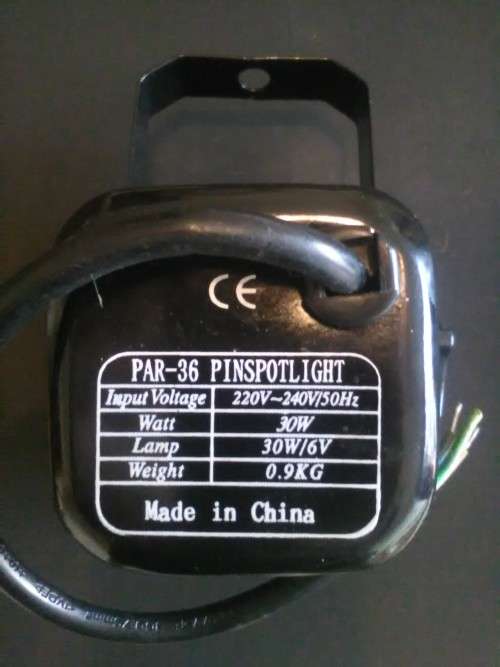 CE
PAR-36 PINSPOTLIGHT
Input Voltage 220V~240V/50Hz
Watt 30W
Lamp 30W/6V
Weight 0.9KG
Made in China